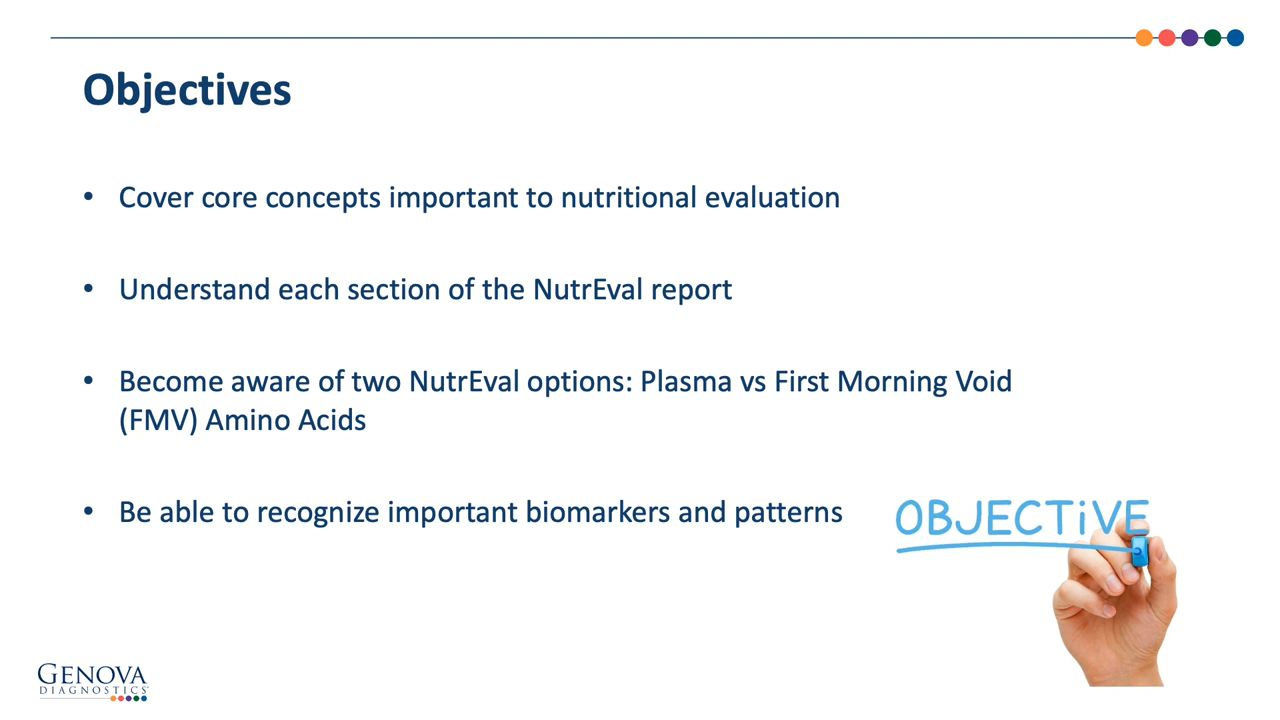 Objectives
• Cover core concepts important to nutritional evaluation
• Understand each section of the NutrEval report
• Become aware of two NutrEval options: Plasma vs First Morning Void
(FMV) Amino Acids
• Be able to recognize important biomarkers and patterns
OBJECTiVE
GENOVA
DIAGNOSTICS